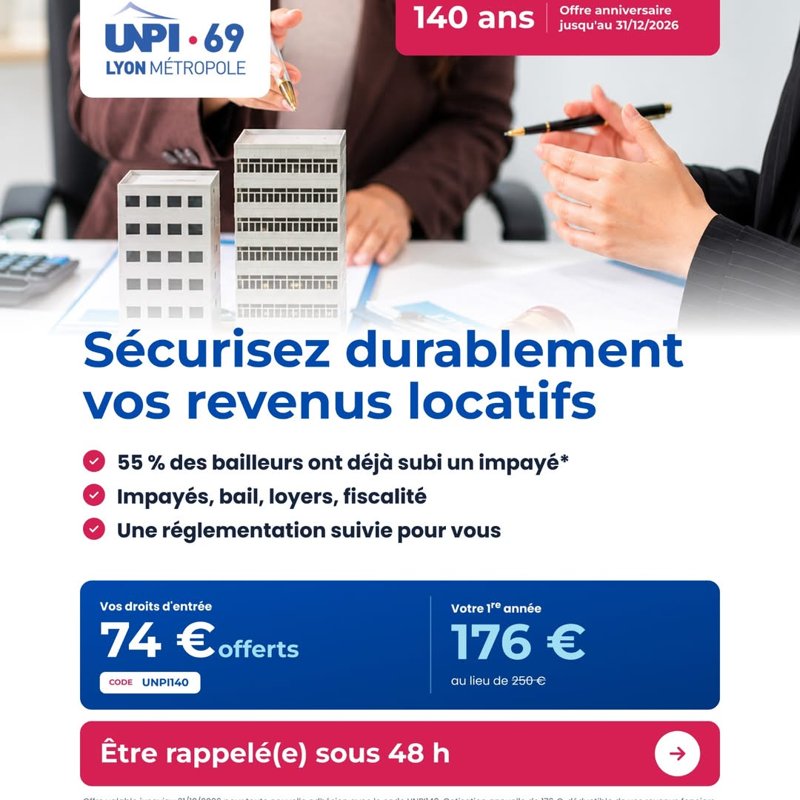 UNPI • 69
LYON MÉTROPOLE
140 ans
Offre anniversaire
jusqu'au 31/12/2026
Sécurisez durablement
vos revenus locatifs
55 % des bailleurs ont déjà subi un impayé*
Impayés, bail, loyers, fiscalité
Une réglementation suivie pour vous
Vos droits d'entrée
74 € offerts
CODE UNPI140
Votre 1re année
176 €
au lieu de 250 €
Être rappelé(e) sous 48 h